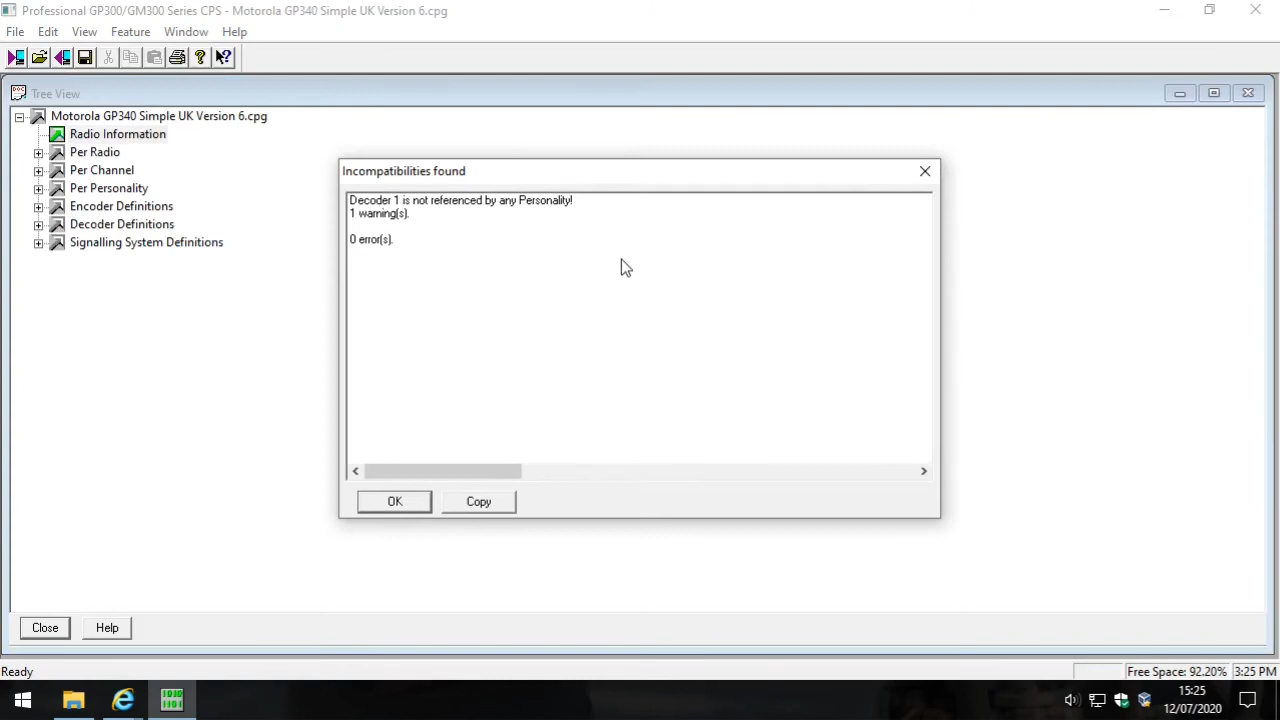 Professional GP300/GM300 Series CPS - Motorola GP340 Simple UK Version 6.cpg
File Edit View Feature Window Help
Tree View
Motorola GP340 Simple UK Version 6.cpg
Radio Information
Per Radio
Per Channel
Per Personality
Encoder Definitions
Decoder Definitions
Signalling System Definitions
Incompatibilities found
Decoder 1 is not referenced by any Personality!
1 warning(s).
0 error(s).
OK Copy
Close Help
Ready Free Space: 92.20% 3:25 PM
15:25
12/07/2020